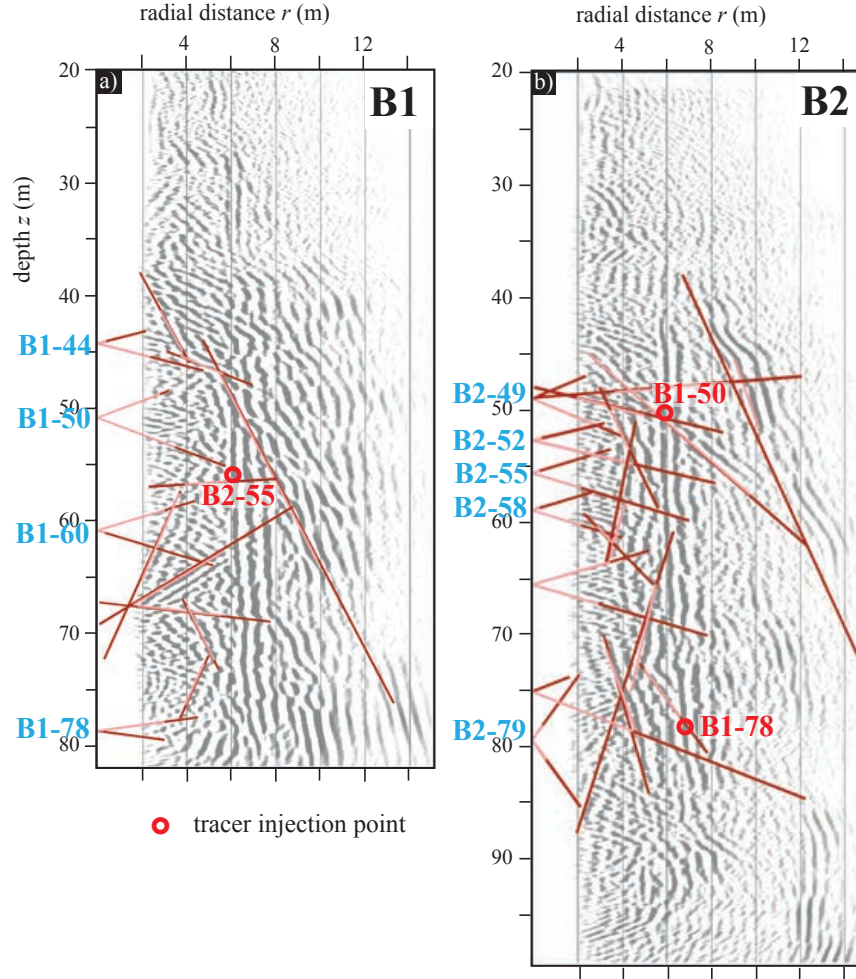 radial distance r (m)
4 8 12
a)
B1
20
30
40
50
60
70
80
depth z (m)
B1-44
B1-50
B1-60
B1-78
B2-55
tracer injection point
radial distance r (m)
4 8 12
b)
B2
20
30
40
50
60
70
80
90
B2-49
B2-52
B2-55
B2-58
B2-79
B1-50
B1-78